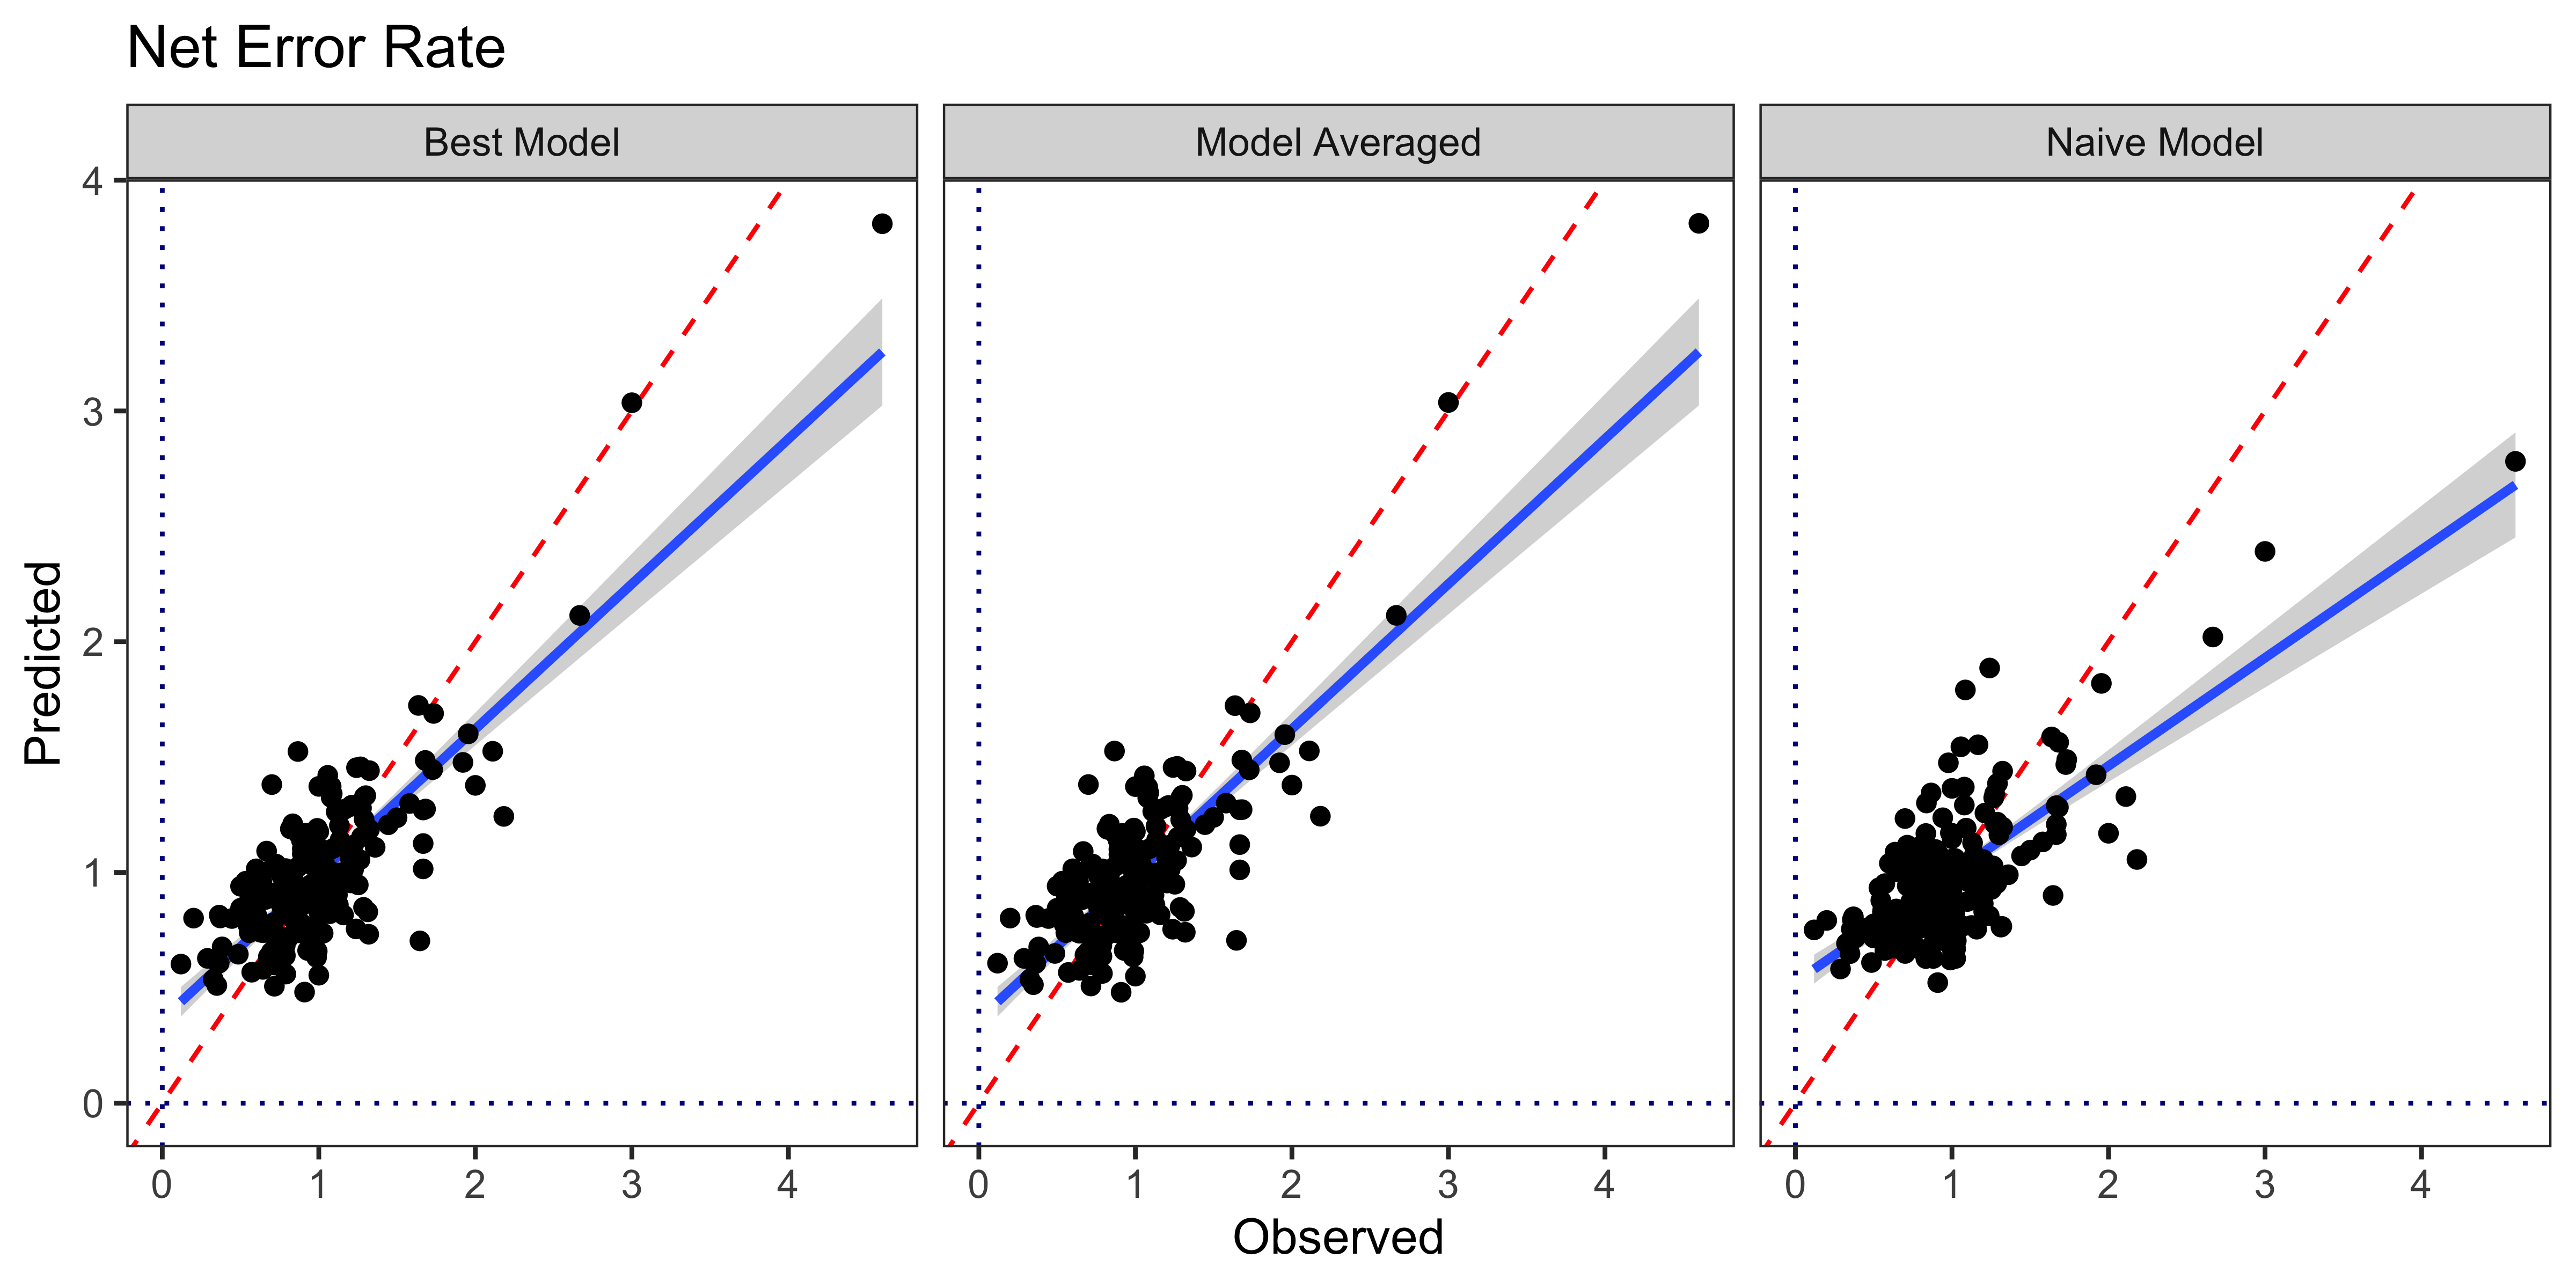 Net Error Rate
Best Model Model Averaged Naive Model
4
3
2
1
0
Predicted
0 1 2 3 4 0 1 2 3 4 0 1 2 3 4
Observed